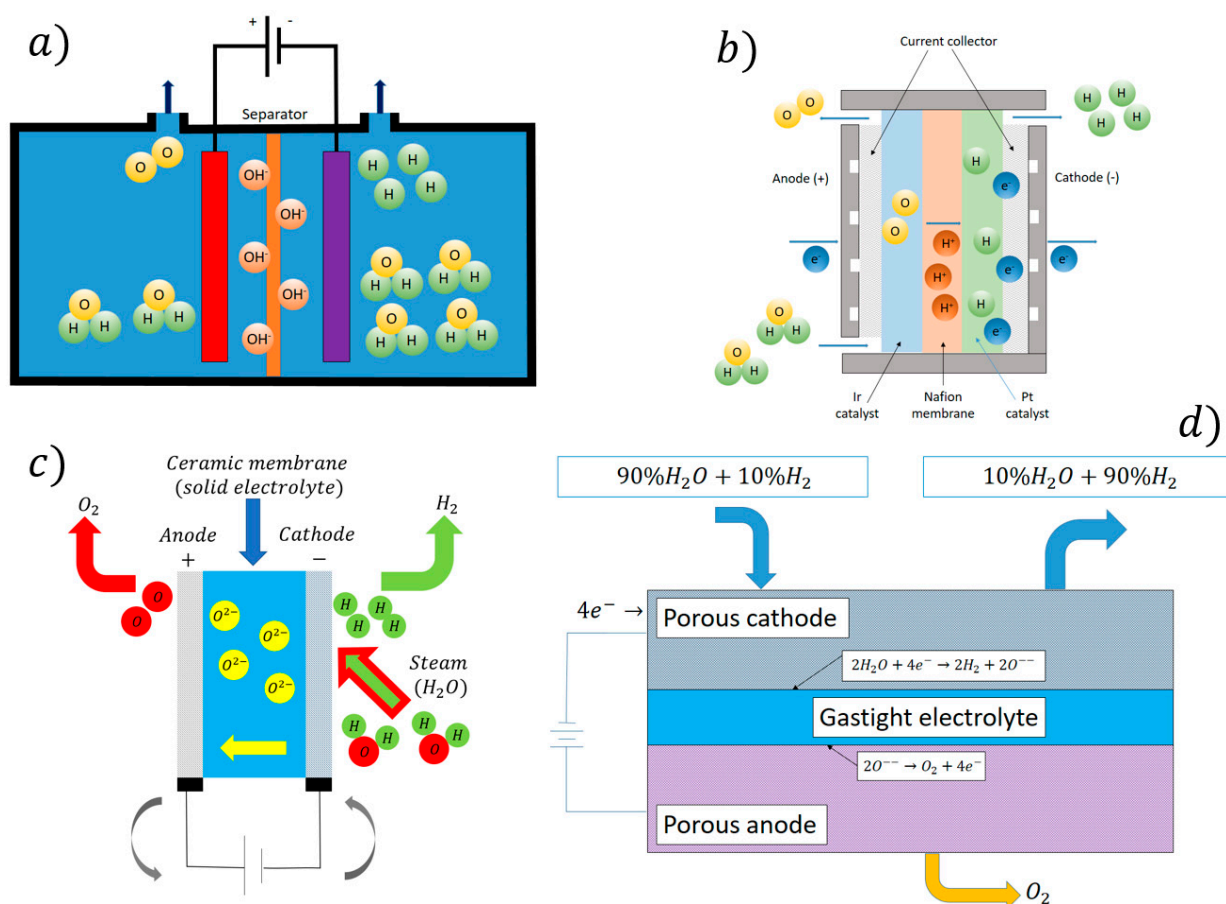 a)
+ -
Separator
O
O
H
H
H
H
OH-
OH-
OH-
OH-
OH-
O
H H
O
H H
O
H H
O
H H
O
H H
O
H H
b)
Current collector
O
O
H
H
H
H
Anode (+)
Cathode (-)
H
e-
O
O
H+
H+
H+
H
H
e-
e-
e-
e-
O
H H
O
H H
Ir
catalyst
Nafion
membrane
Pt
catalyst
c)
Ceramic membrane
(solid electrolyte)
O₂
H₂
Anode
+
Cathode
−
O
O
O²⁻
O²⁻
O²⁻
O²⁻
H
H
H
H
Steam
(H₂O)
H
H
O
H
H
O
d)
90%H₂O + 10%H₂
10%H₂O + 90%H₂
4e⁻ →
Porous cathode
2H₂O + 4e⁻ → 2H₂ + 2O⁻⁻
Gastight electrolyte
2O⁻⁻ → O₂ + 4e⁻
Porous anode
O₂